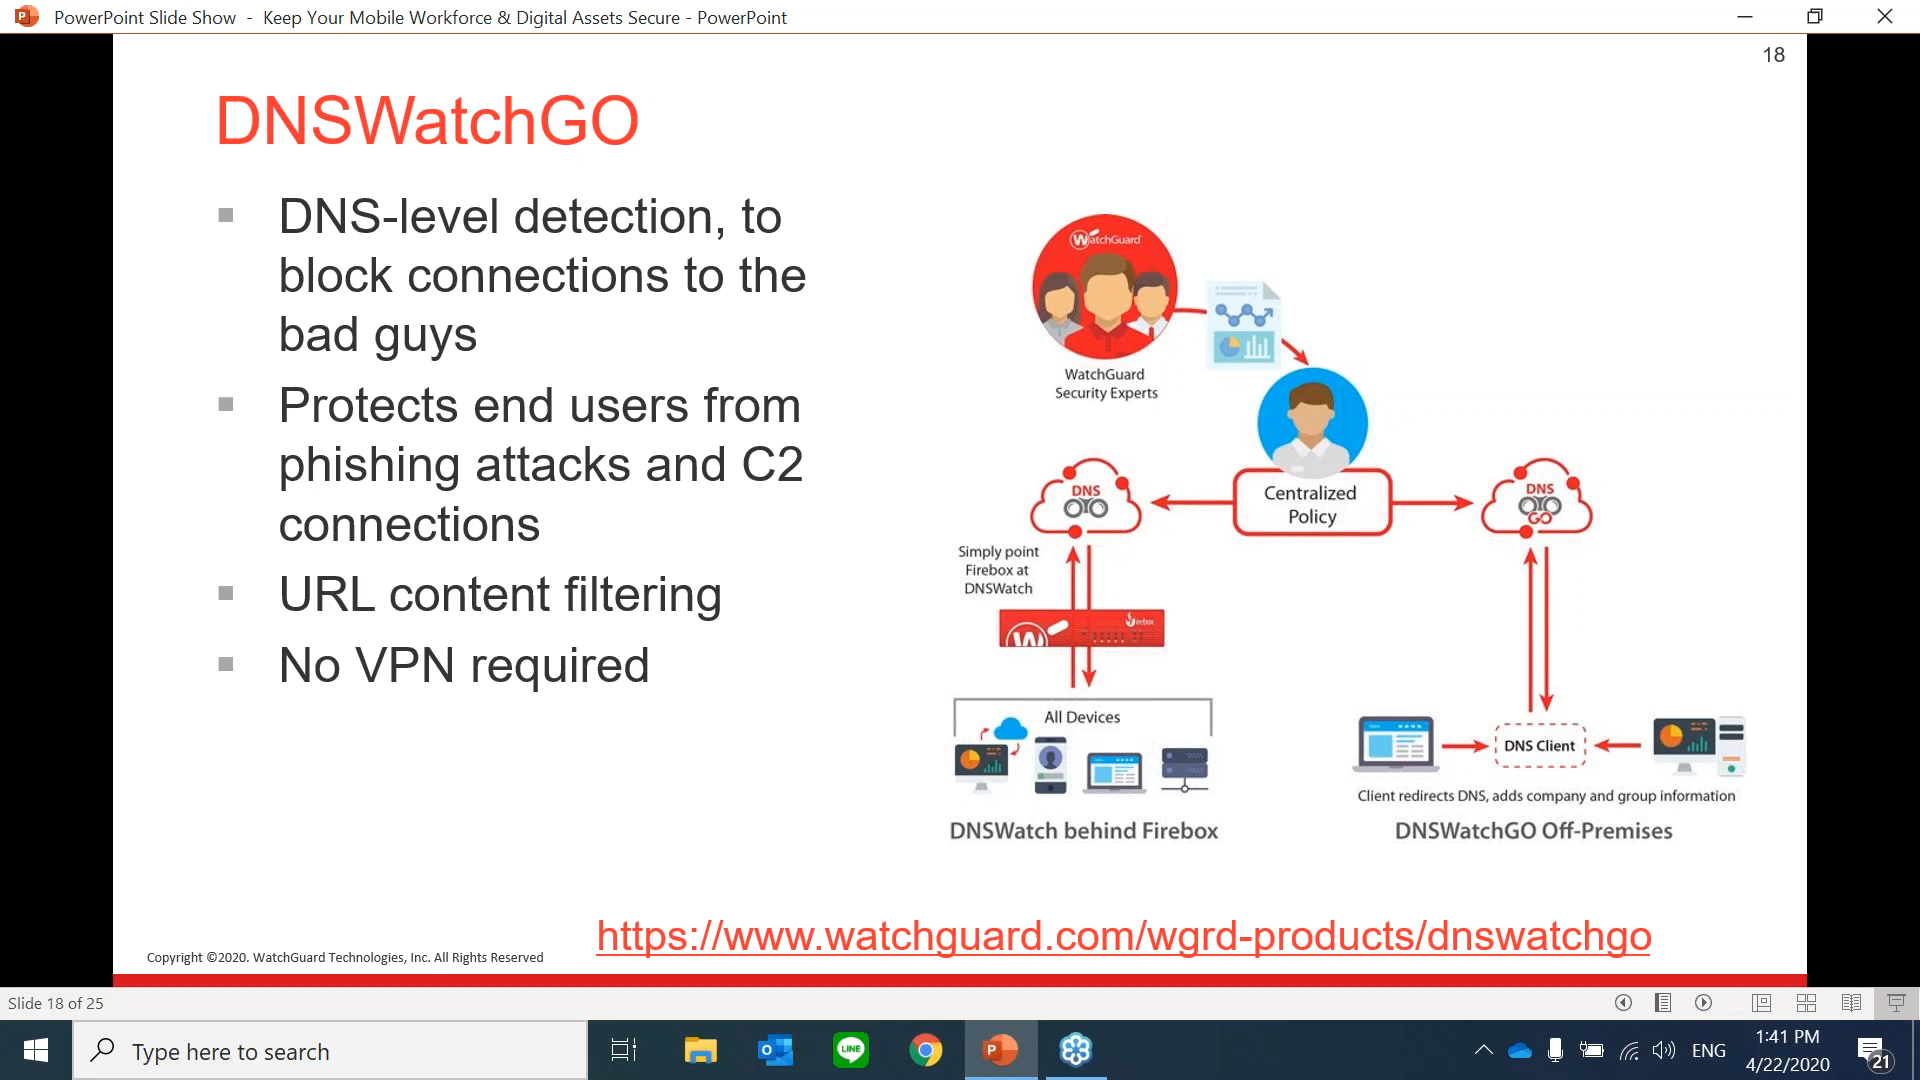 PowerPoint Slide Show - Keep Your Mobile Workforce & Digital Assets Secure - PowerPoint
18
DNSWatchGO
DNS-level detection, to
block connections to the
bad guys
Protects end users from
phishing attacks and C2
connections
URL content filtering
No VPN required
WatchGuard
WatchGuard
Security Experts
Centralized
Policy
DNS
DNS
GO
Simply point
Firebox at
DNSWatch
W
Firebox
All Devices
DNS Client
Client redirects DNS, adds company and group information
DNSWatch behind Firebox
DNSWatchGO Off-Premises
https://www.watchguard.com/wgrd-products/dnswatchgo
Copyright ©2020. WatchGuard Technologies, Inc. All Rights Reserved
Slide 18 of 25
Type here to search
LINE
ENG
1:41 PM
4/22/2020
21